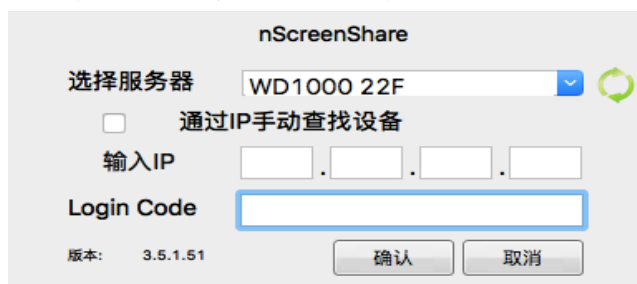 nScreenShare
选择服务器 WD1000 22F
通过IP手动查找设备
输入IP . . .
Login Code
版本: 3.5.1.51 确认 取消